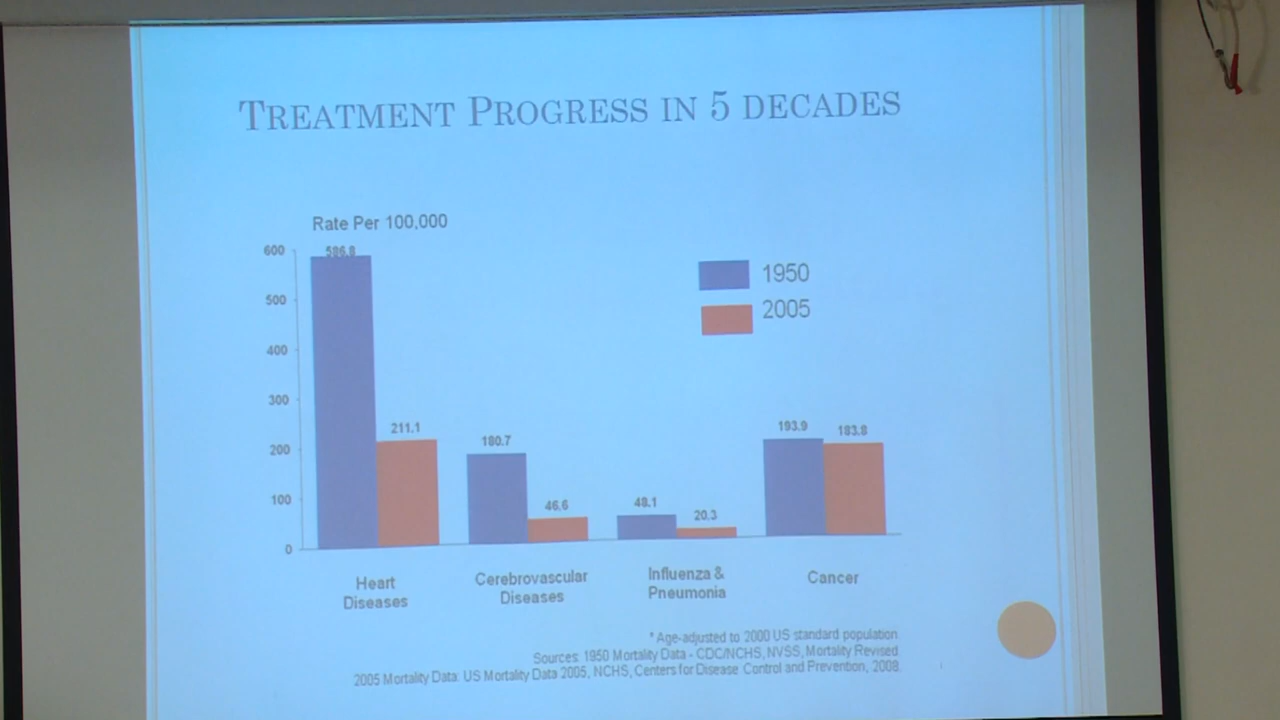 TREATMENT PROGRESS IN 5 DECADES
Rate Per 100,000
600
500
400
300
200
100
0
586.8
211.1
180.7
46.6
48.1
20.3
193.9
183.8
1950
2005
Heart
Diseases
Cerebrovascular
Diseases
Influenza &
Pneumonia
Cancer
* Age-adjusted to 2000 US standard population.
Sources: 1950 Mortality Data - CDC/NCHS, NVSS, Mortality Revised.
2005 Mortality Data: US Mortality Data 2005, NCHS, Centers for Disease Control and Prevention, 2008.